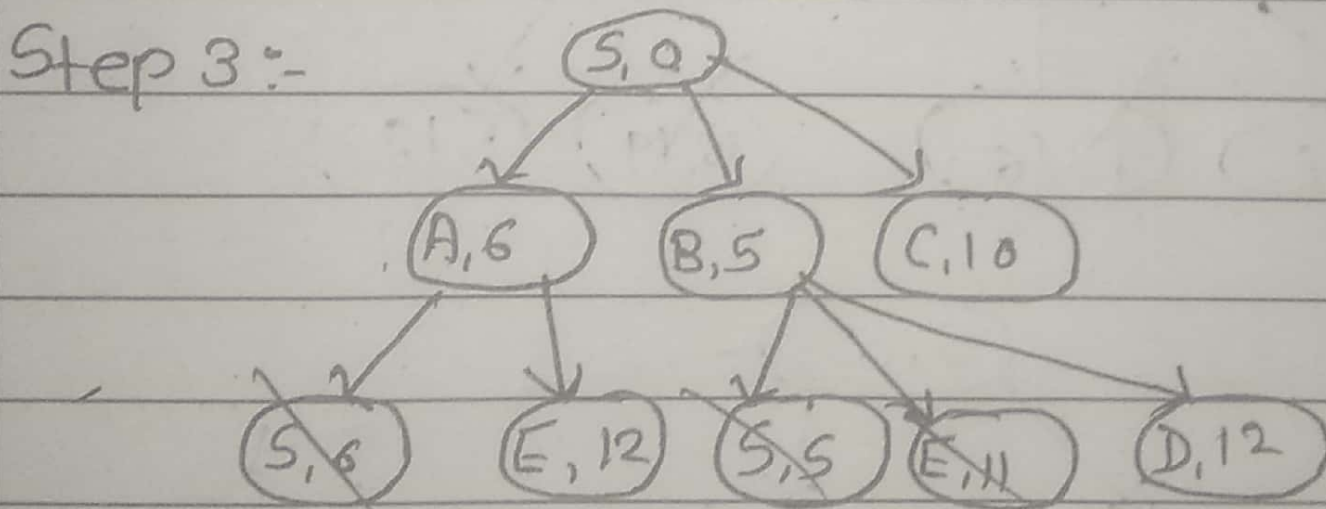 Step 3 :-
S, 0
A, 6
B, 5
C, 10
S, 6
E, 12
S, 5
E, 11
D, 12